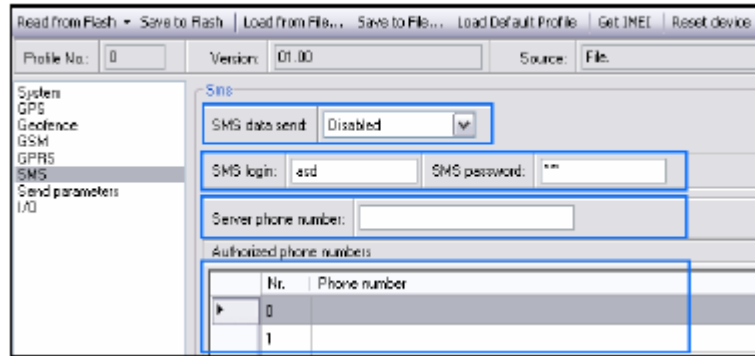 Read from Flash Save to Flash Load from File... Save to File... Load Default Profile Get IMEI Reset device
Profile No.: 0 Version: 01.00 Source: File.
System
GPS
Geofence
GSM
GPRS
SMS
Send parameters
I/O
Sms
SMS data send: Disabled
SMS login: asd SMS password: ***
Server phone number:
Authorized phone numbers
Nr. Phone number
0
1